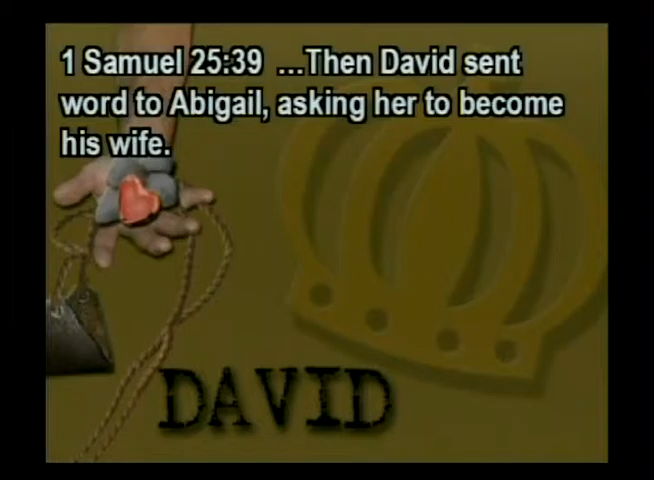 1 Samuel 25:39 ...Then David sent
word to Abigail, asking her to become
his wife.
DAVID